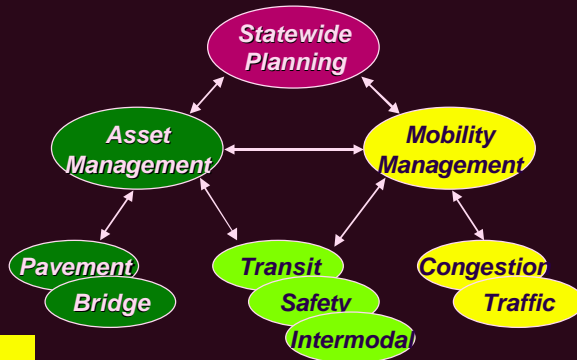 Statewide
Planning
Asset
Management
Mobility
Management
Pavement
Bridge
Transit
Safety
Intermodal
Congestion
Traffic